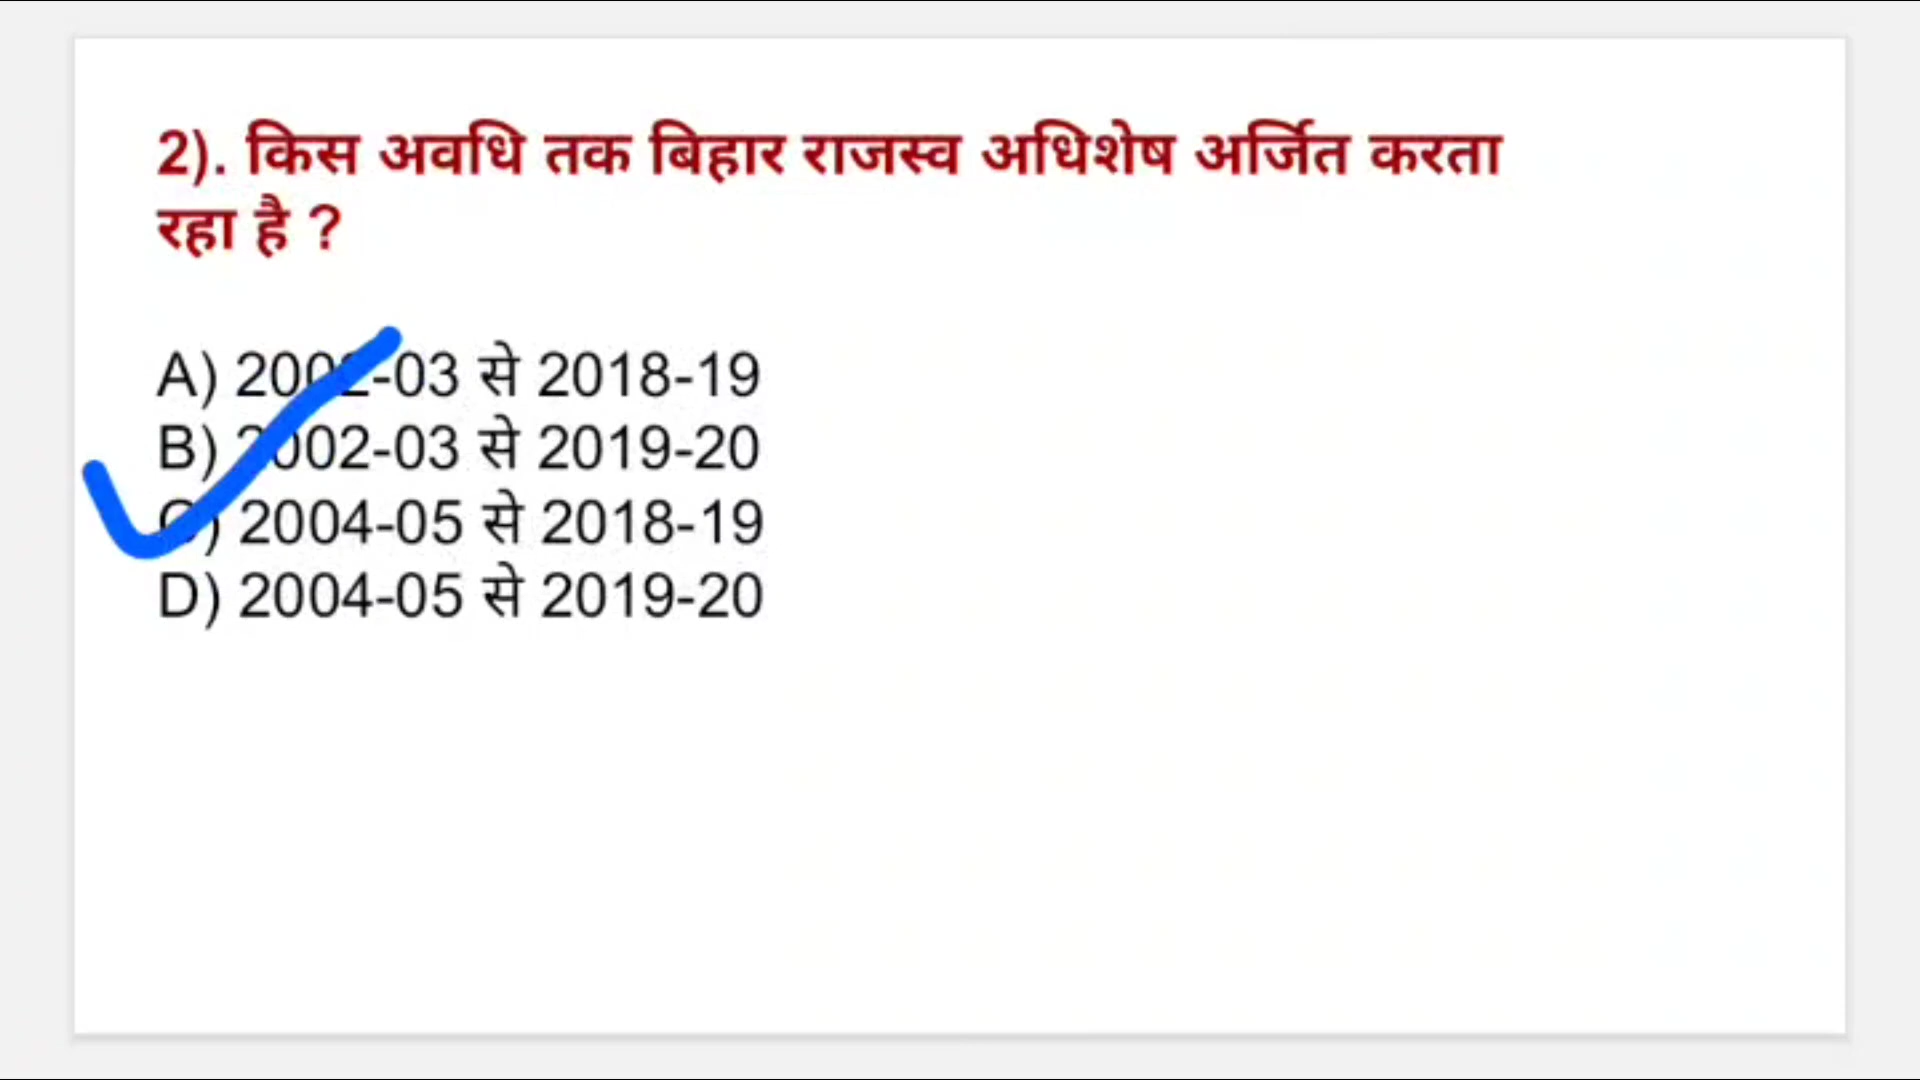 2). किस अवधि तक बिहार राजस्व अधिशेष अर्जित करता
रहा है ?
A) 2002-03 से 2018-19
B) 2002-03 से 2019-20
C) 2004-05 से 2018-19
D) 2004-05 से 2019-20